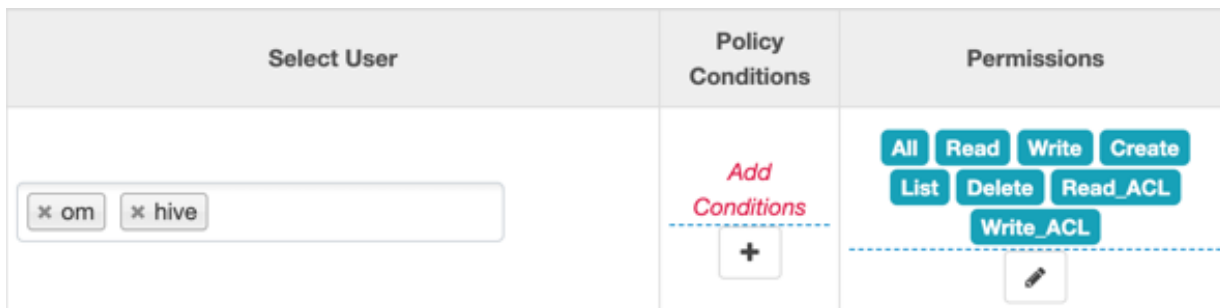 Select User
Policy
Conditions
Permissions
× om × hive
Add
Conditions
+
All Read Write Create
List Delete Read_ACL
Write_ACL